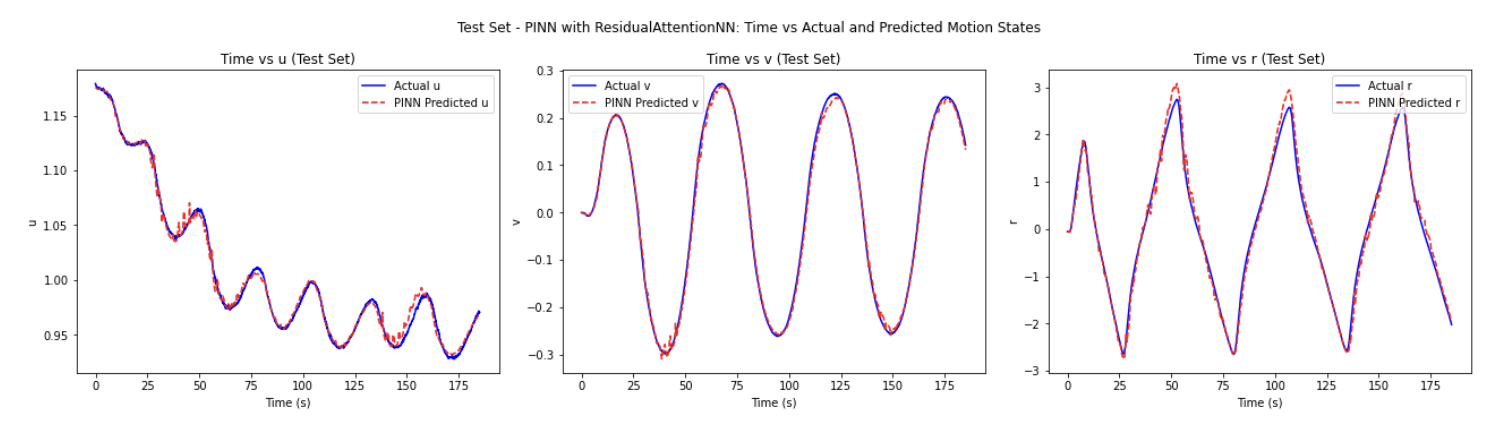 Test Set - PINN with ResidualAttentionNN: Time vs Actual and Predicted Motion States
Time vs u (Test Set)
Actual u
PINN Predicted u
u
1.15
1.10
1.05
1.00
0.95
0
25
50
75
100
125
150
175
Time (s)
Time vs v (Test Set)
Actual v
PINN Predicted v
v
0.3
0.2
0.1
0.0
−0.1
−0.2
−0.3
0
25
50
75
100
125
150
175
Time (s)
Time vs r (Test Set)
Actual r
PINN Predicted r
r
3
2
1
0
−1
−2
−3
0
25
50
75
100
125
150
175
Time (s)